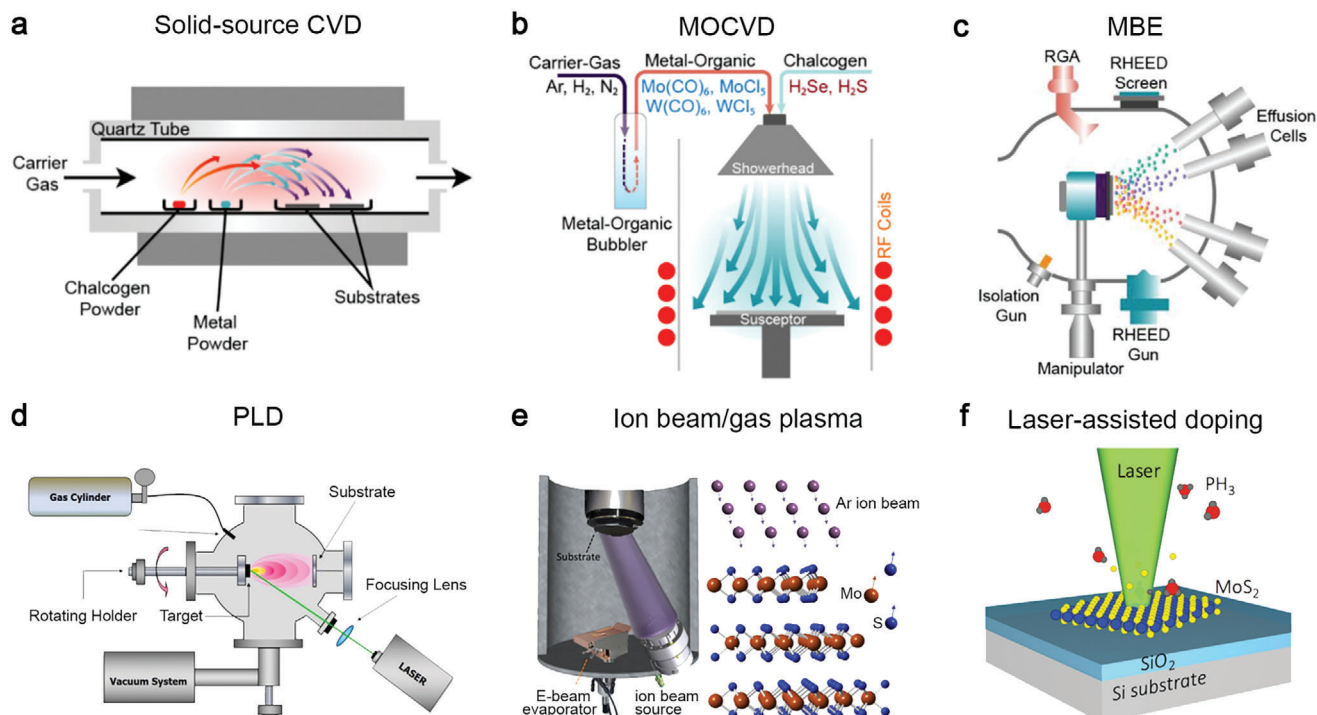 a
Solid-source CVD
Quartz Tube
Carrier
Gas
Chalcogen
Powder
Metal
Powder
Substrates
b
MOCVD
Carrier-Gas
Ar, H₂, N₂
Metal-Organic
Mo(CO)₆, MoCl₅
W(CO)₆, WCl₅
Chalcogen
H₂Se, H₂S
Showerhead
Metal-Organic
Bubbler
RF Coils
Susceptor
c
MBE
RGA
RHEED
Screen
Effusion
Cells
Isolation
Gun
Manipulator
RHEED
Gun
d
PLD
Gas Cylinder
Substrate
Focusing Lens
Rotating Holder
Target
LASER
Vacuum System
e
Ion beam/gas plasma
Substrate
Ar ion beam
Mo
S
E-beam
evaporator
ion beam
source
f
Laser-assisted doping
Laser
PH₃
MoS₂
SiO₂
Si substrate